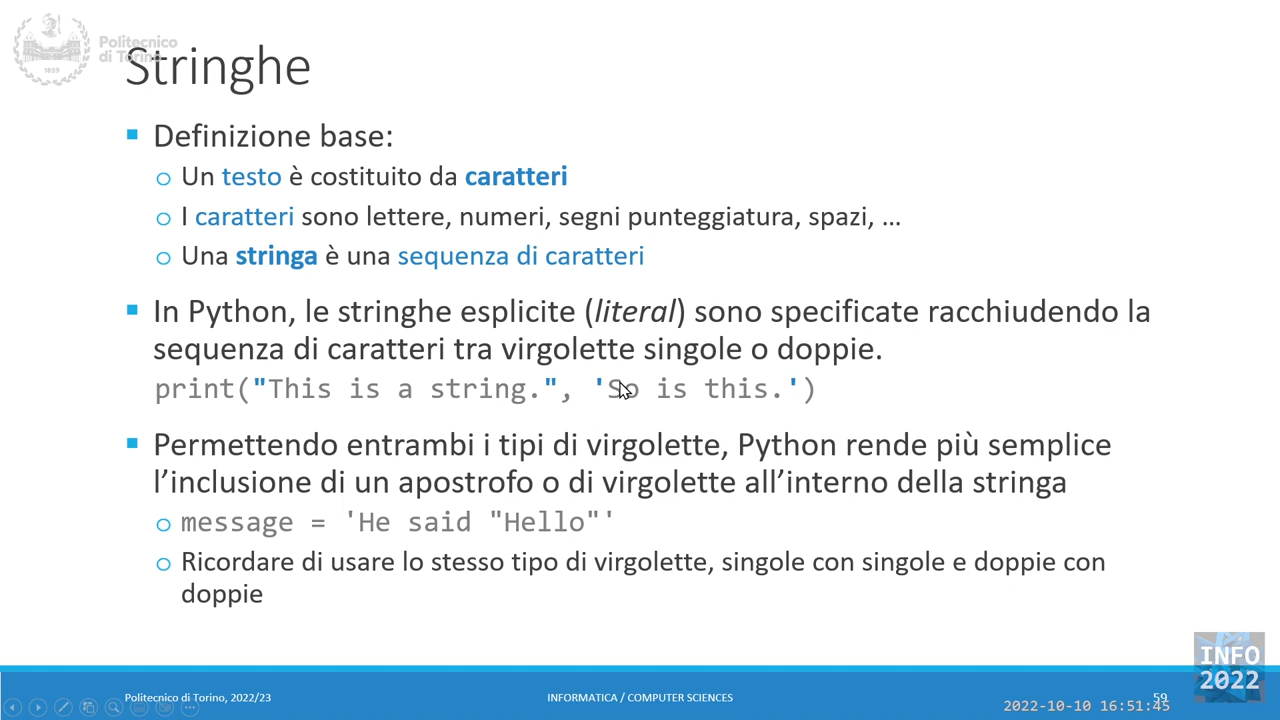 Politecnico
di Torino
1859
Stringhe
Definizione base:
Un testo è costituito da caratteri
I caratteri sono lettere, numeri, segni punteggiatura, spazi, …
Una stringa è una sequenza di caratteri
In Python, le stringhe esplicite (literal) sono specificate racchiudendo la
sequenza di caratteri tra virgolette singole o doppie.
print("This is a string.", 'So is this.')
Permettendo entrambi i tipi di virgolette, Python rende più semplice
l’inclusione di un apostrofo o di virgolette all’interno della stringa
message = 'He said "Hello"'
Ricordare di usare lo stesso tipo di virgolette, singole con singole e doppie con
doppie
INFO
2022
Politecnico di Torino, 2022/23
INFORMATICA / COMPUTER SCIENCES
59
2022-10-10 16:51:45